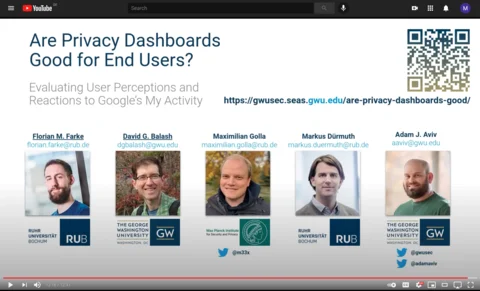 YouTube
Search
M
Are Privacy Dashboards
Good for End Users?
Evaluating User Perceptions and
Reactions to Google's My Activity
https://gwusec.seas.gwu.edu/are-privacy-dashboards-good/
Florian M. Farke
florian.farke@rub.de
David G. Balash
dgbalash@gwu.edu
Maximilian Golla
maximilian.golla@rub.de
Markus Dürmuth
markus.duermuth@rub.de
Adam J. Aviv
aaviv@gwu.edu
RUHR
UNIVERSITÄT
BOCHUM
RUB
THE GEORGE
WASHINGTON
UNIVERSITY
WASHINGTON, DC
GW
Max Planck Institute
for Security and Privacy
@m33x
RUHR
UNIVERSITÄT
BOCHUM
RUB
THE GEORGE
WASHINGTON
UNIVERSITY
WASHINGTON, DC
GW
@gwusec
@adamaviv